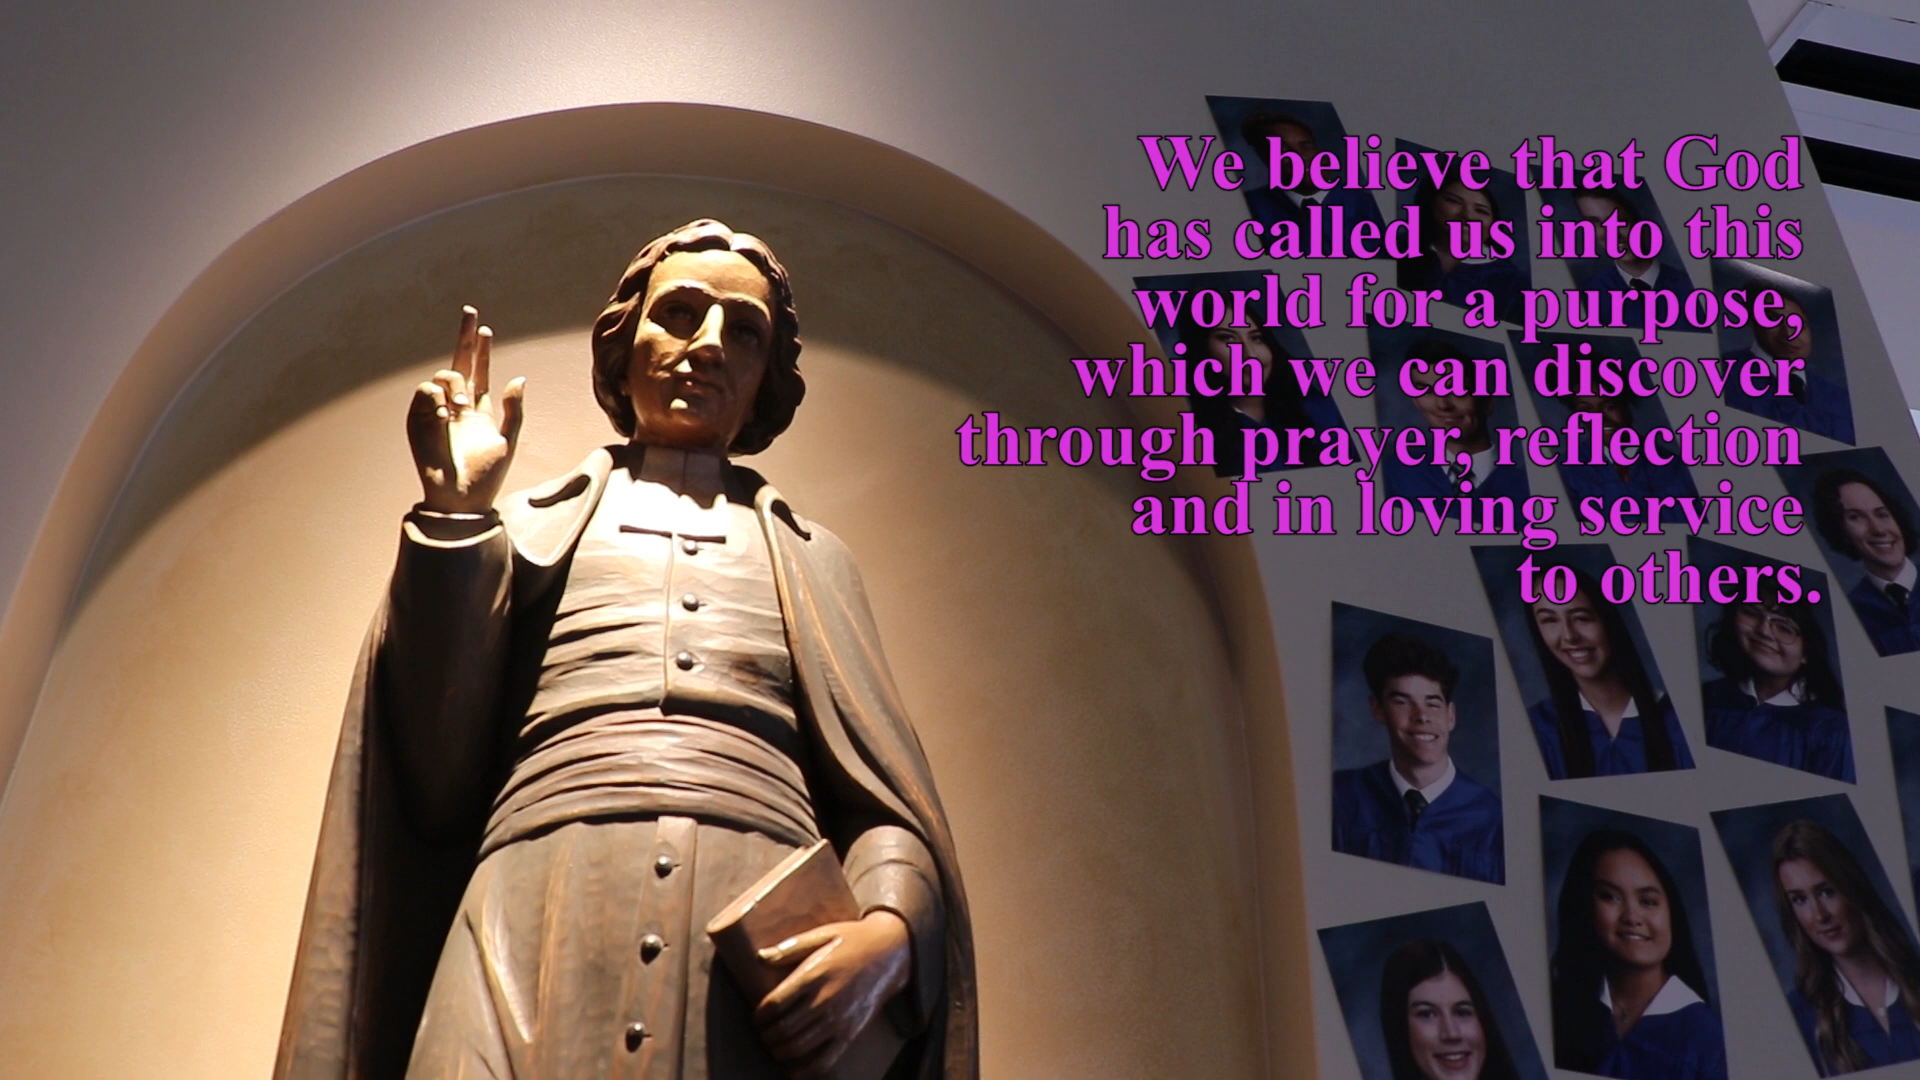 We believe that God
has called us into this
world for a purpose,
which we can discover
through prayer, reflection
and in loving service
to others.